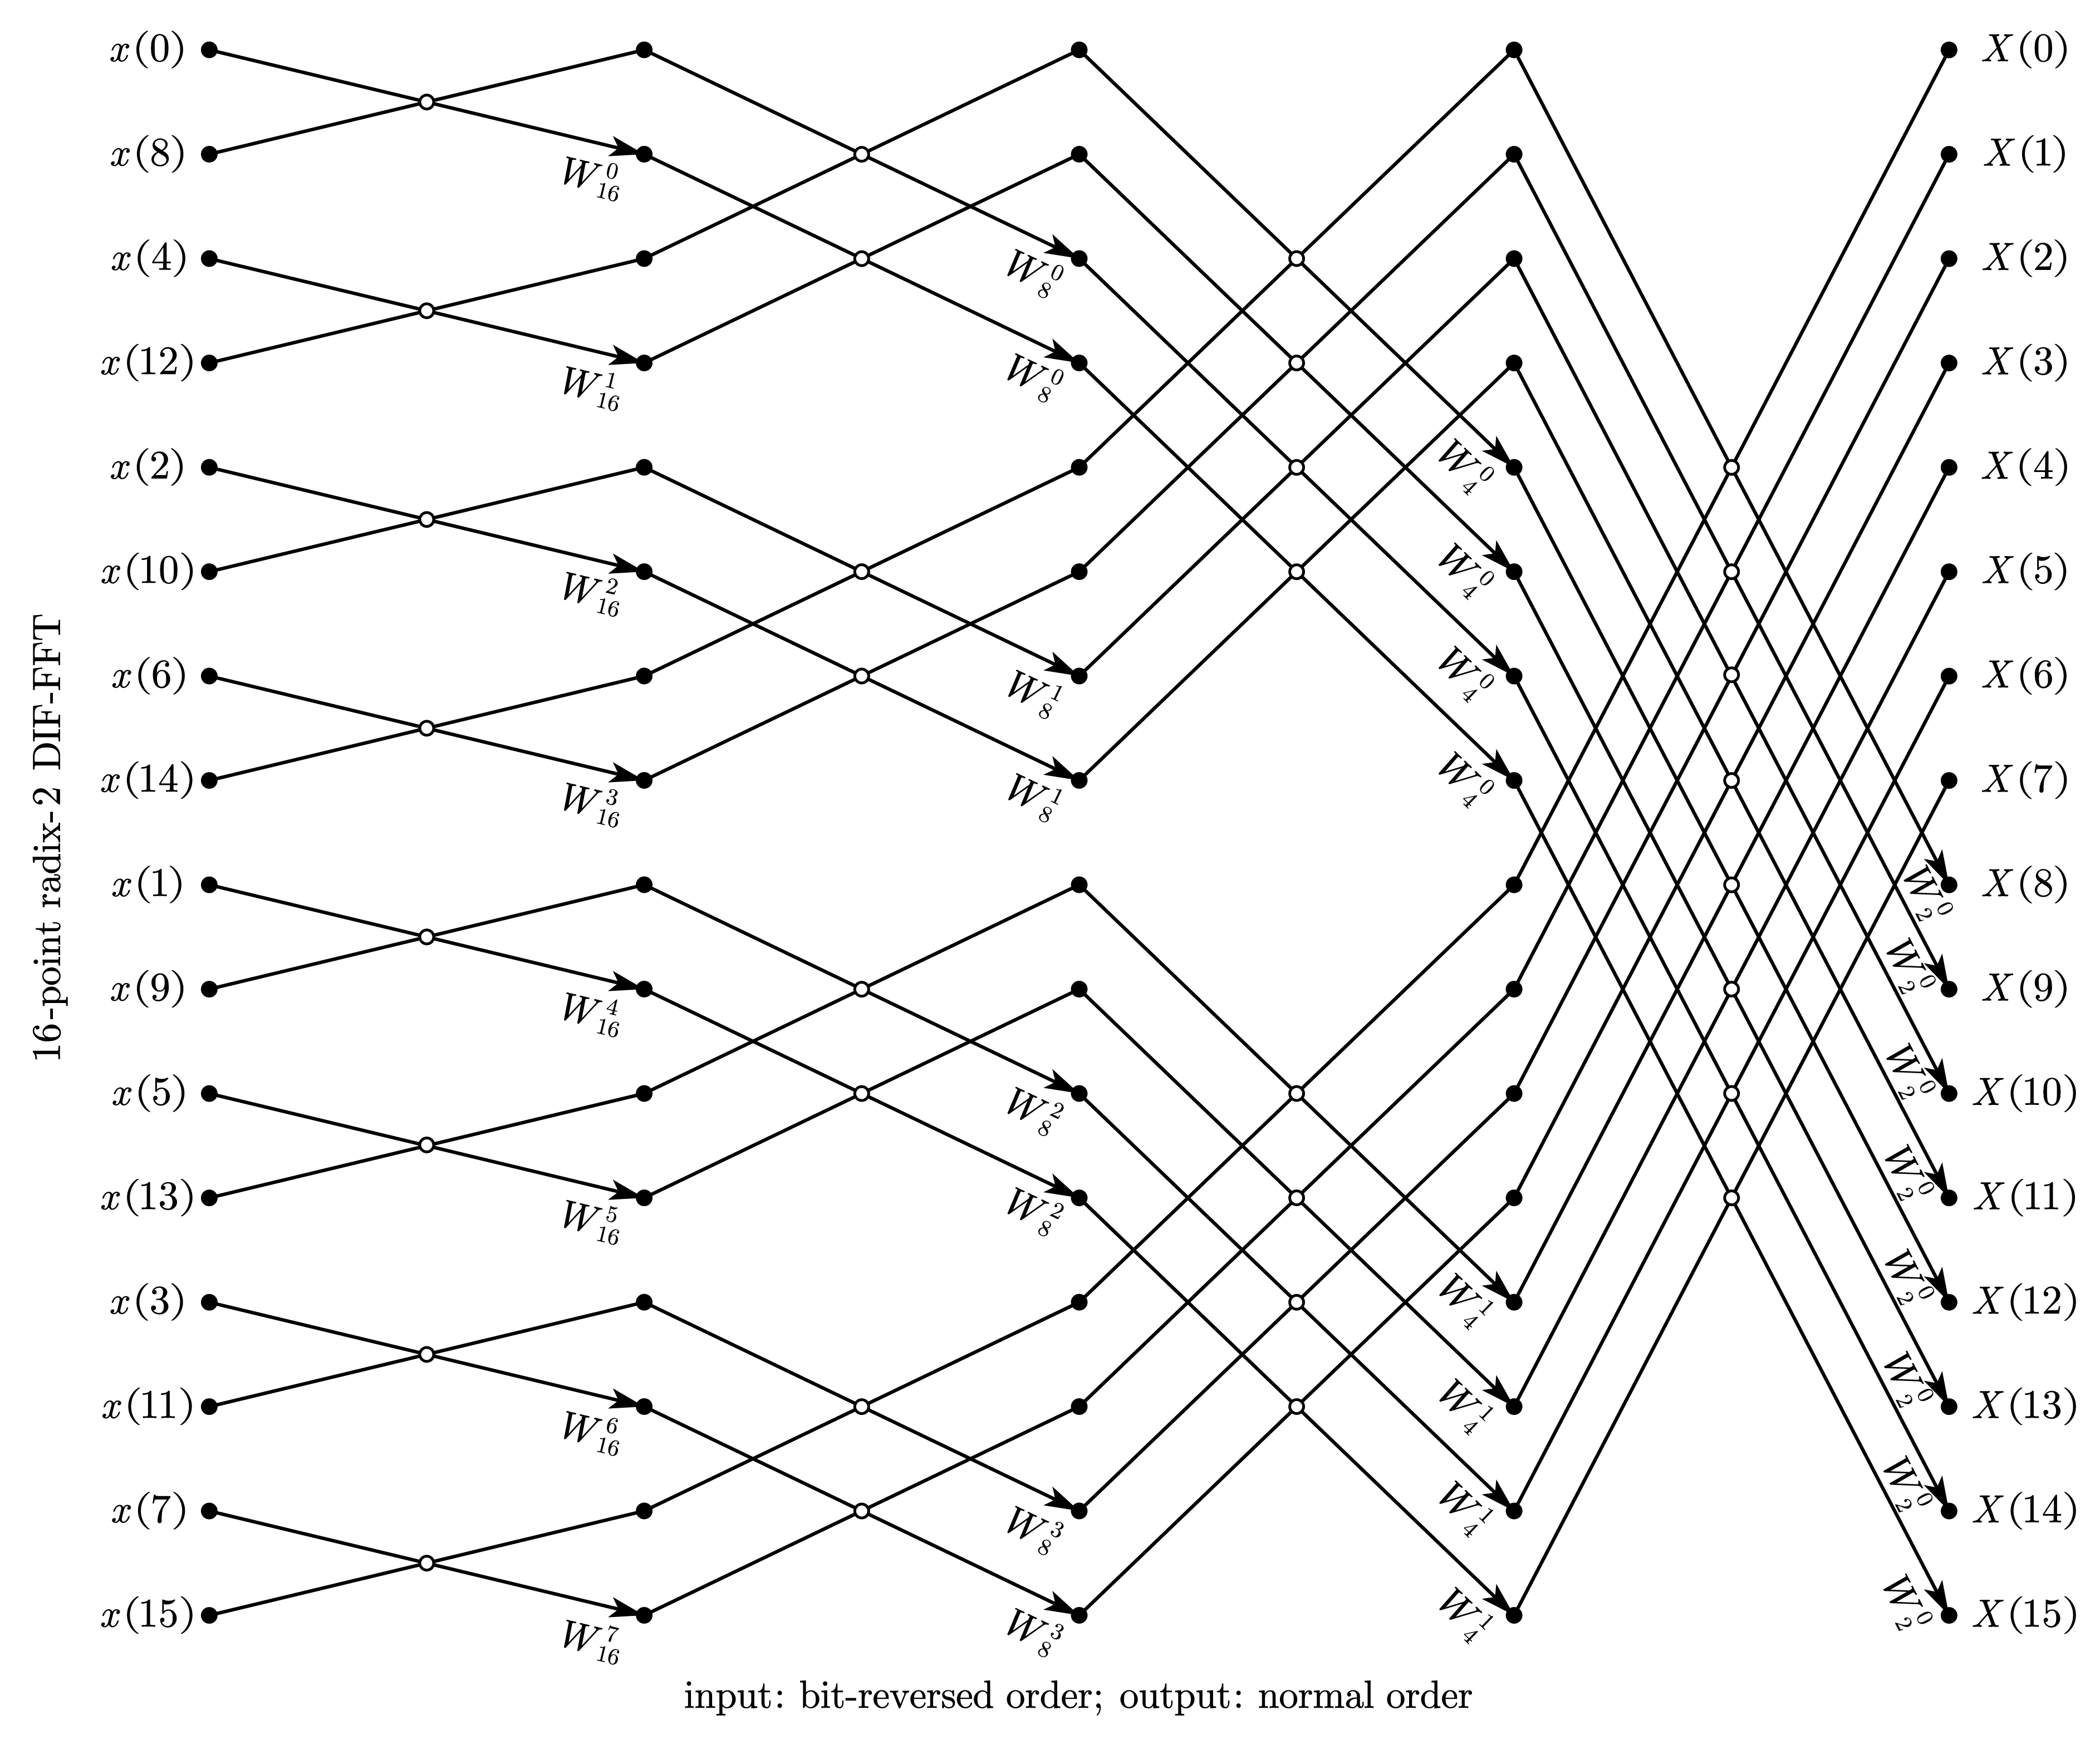 x(0) X(0)
x(8) W_{16}^{0} X(1)
x(4) W_{8}^{0} X(2)
x(12) W_{16}^{1} W_{8}^{0} X(3)
x(2) W_{4}^{0} X(4)
x(10) W_{16}^{2} W_{4}^{0} X(5)
x(6) W_{8}^{1} W_{4}^{0} X(6)
x(14) W_{16}^{3} W_{8}^{1} W_{4}^{0} X(7)
x(1) W_{2}^{0} X(8)
x(9) W_{16}^{4} W_{2}^{0} X(9)
x(5) W_{8}^{2} W_{2}^{0} X(10)
x(13) W_{16}^{5} W_{8}^{2} W_{2}^{0} X(11)
x(3) W_{4}^{1} W_{2}^{0} X(12)
x(11) W_{16}^{6} W_{4}^{1} W_{2}^{0} X(13)
x(7) W_{8}^{3} W_{4}^{1} W_{2}^{0} X(14)
x(15) W_{16}^{7} W_{8}^{3} W_{4}^{1} W_{2}^{0} X(15)
16-point radix-2 DIF-FFT
input: bit-reversed order; output: normal order